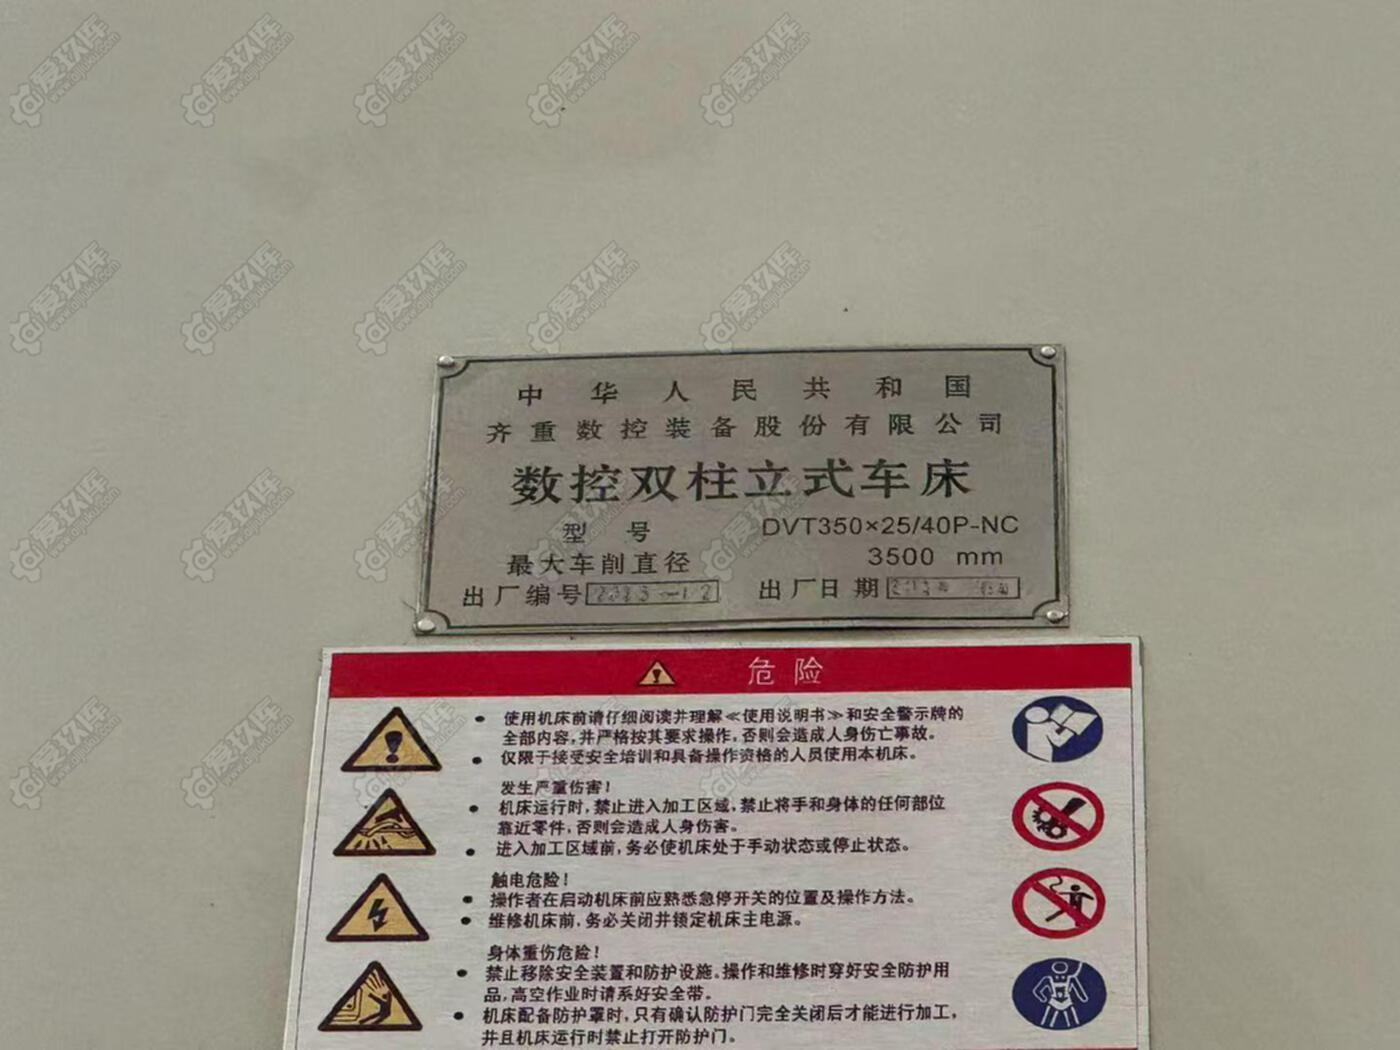 中华人民共和国
齐重数控装备股份有限公司
数控双柱立式车床
型号 DVT350×25/40P-NC
最大车削直径 3500 mm
出厂编号 出厂日期
危险
使用机床前请仔细阅读并理解≪使用说明书≫和安全警示牌的
全部内容,并严格按其要求操作,否则会造成人身伤亡事故。
仅限于接受安全培训和具备操作资格的人员使用本机床。
发生严重伤害!
机床运行时,禁止进入加工区域,禁止将手和身体的任何部位
靠近零件,否则会造成人身伤害。
进入加工区域前,务必使机床处于手动状态或停止状态。
触电危险!
操作者在启动机床前应熟悉急停开关的位置及操作方法。
维修机床前,务必关闭并锁定机床主电源。
身体重伤危险!
禁止移除安全装置和防护设施。操作和维修时穿好安全防护用
品,高空作业时请系好安全带。
机床配备防护罩时,只有确认防护门完全关闭后才能进行加工,
并且机床运行时禁止打开防护门。
爱玖库
www.aijiuku.com